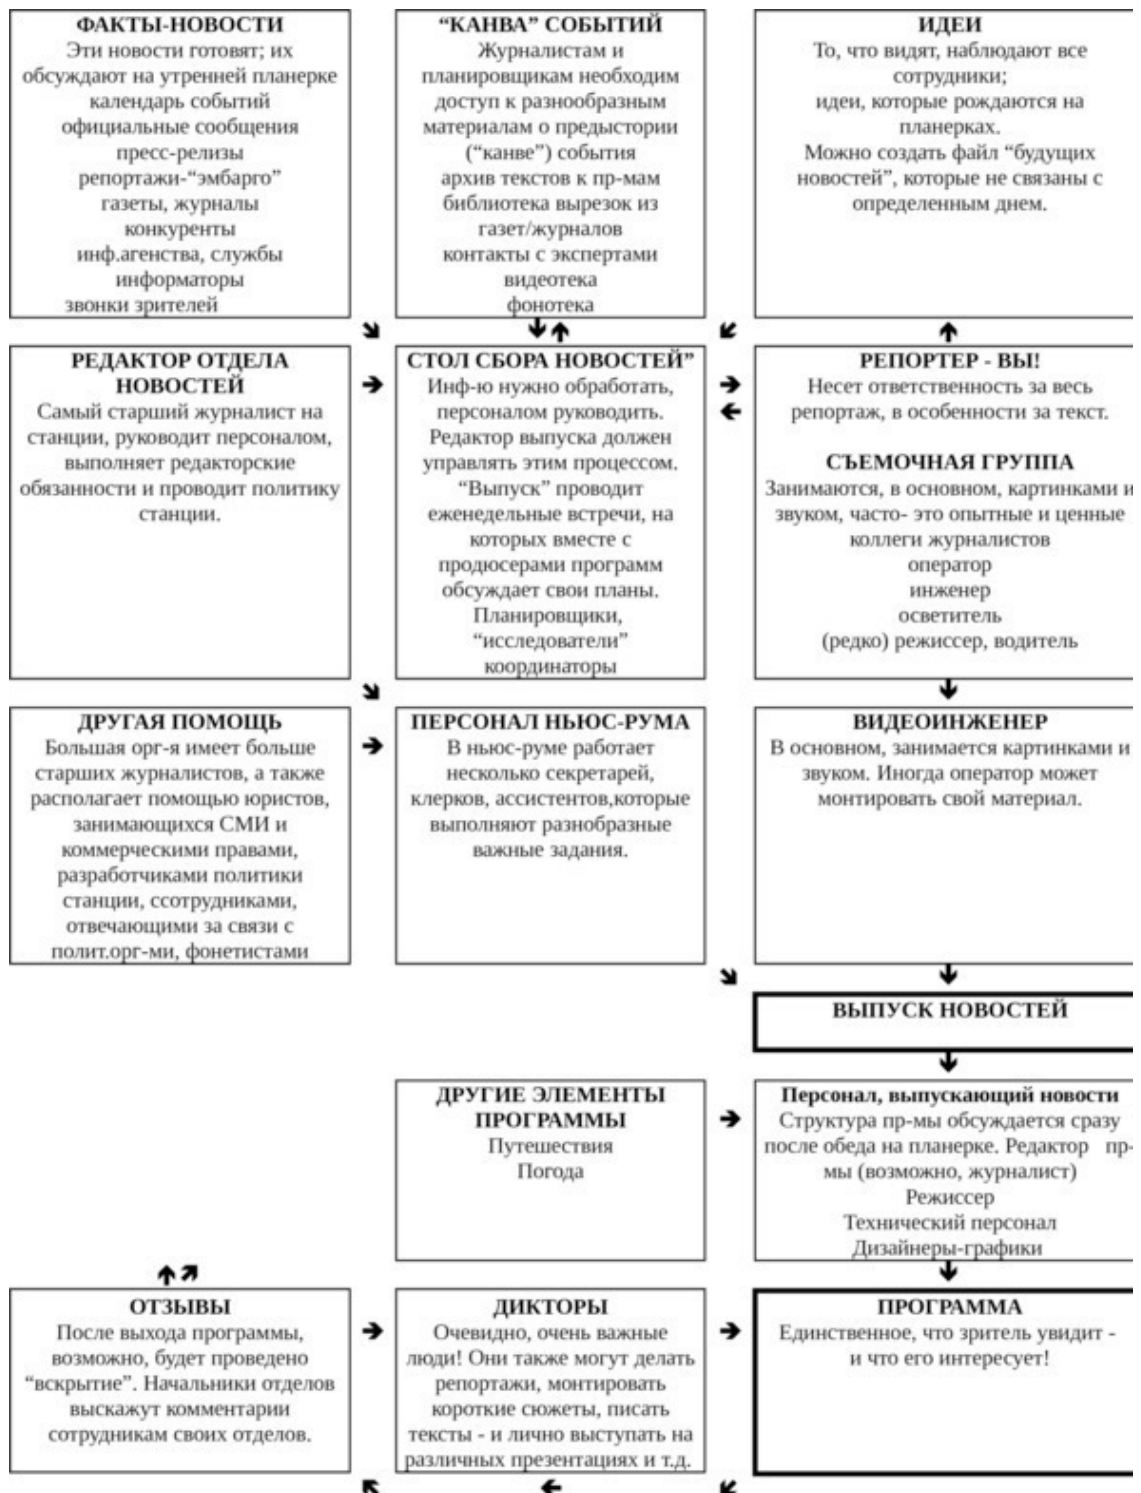 ФАКТЫ-НОВОСТИ
Эти новости готовят; их
обсуждают на утренней планерке
календарь событий
официальные сообщения
пресс-релизы
репортажи-“эмбарго”
газеты, журналы
конкуренты
инф.агенства, службы
информаторы
звонки зрителей
“КАНВА” СОБЫТИЙ
Журналистам и
планировщикам необходим
доступ к разнообразным
материалам о предыстории
(“канве”) события
архив текстов к пр-мам
библиотека вырезок из
газет/журналов
контакты с экспертами
видеотека
фонотека
ИДЕИ
То, что видят, наблюдают все
сотрудники;
идеи, которые рождаются на
планерках.
Можно создать файл “будущих
новостей”, которые не связаны с
определенным днем.
РЕДАКТОР ОТДЕЛА
НОВОСТЕЙ
Самый старший журналист на
станции, руководит персоналом,
выполняет редакторские
обязанности и проводит политику
станции.
СТОЛ СБОРА НОВОСТЕЙ”
Инф-ю нужно обработать,
персоналом руководить.
Редактор выпуска должен
управлять этим процессом.
“Выпуск” проводит
еженедельные встречи, на
которых вместе с
продюсерами программ
обсуждает свои планы.
Планировщики,
“исследователи”
координаторы
РЕПОРТЕР - ВЫ!
Несет ответственность за весь
репортаж, в особенности за текст.
СЪЕМОЧНАЯ ГРУППА
Занимаются, в основном, картинками и
звуком, часто- это опытные и ценные
коллеги журналистов
оператор
инженер
осветитель
(редко) режиссер, водитель
ДРУГАЯ ПОМОЩЬ
Большая орг-я имеет больше
старших журналистов, а также
располагает помощью юристов,
занимающихся СМИ и
коммерческими правами,
разработчиками политики
станции, ссотрудниками,
отвечающими за связи с
полит.орг-ми, фонетистами
ПЕРСОНАЛ НЬЮС-РУМА
В ньюс-руме работает
несколько секретарей,
клерков, ассистентов,которые
выполняют разнообразные
важные задания.
ВИДЕОИНЖЕНЕР
В основном, занимается картинками и
звуком. Иногда оператор может
монтировать свой материал.
ВЫПУСК НОВОСТЕЙ
ДРУГИЕ ЭЛЕМЕНТЫ
ПРОГРАММЫ
Путешествия
Погода
Персонал, выпускающий новости
Структура пр-мы обсуждается сразу
после обеда на планерке. Редактор пр-
мы (возможно, журналист)
Режиссер
Технический персонал
Дизайнеры-графики
ОТЗЫВЫ
После выхода программы,
возможно, будет проведено
“вскрытие”. Начальники отделов
выскажут комментарии
сотрудникам своих отделов.
ДИКТОРЫ
Очевидно, очень важные
люди! Они также могут делать
репортажи, монтировать
короткие сюжеты, писать
тексты - и лично выступать на
различных презентациях и т.д.
ПРОГРАММА
Единственное, что зритель увидит -
и что его интересует!